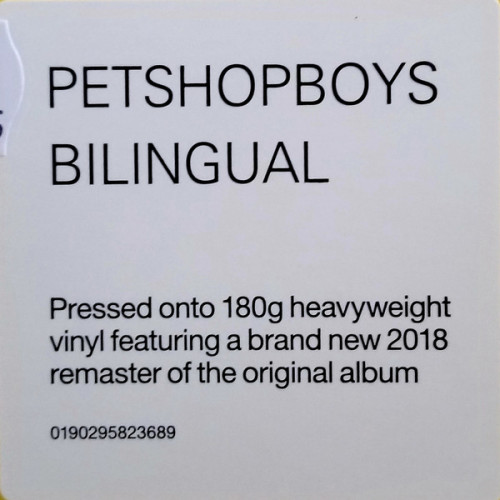 PETSHOPBOYS
BILINGUAL
Pressed onto 180g heavyweight
vinyl featuring a brand new 2018
remaster of the original album
0190295823689